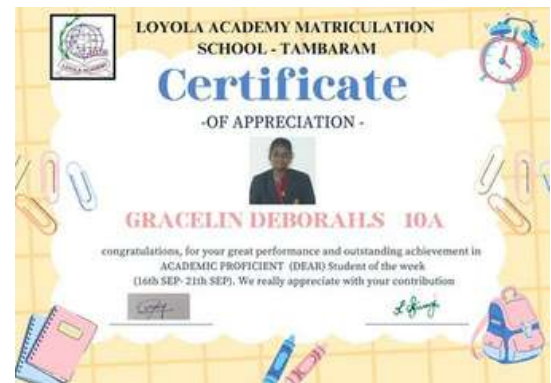 LOYOLA ACADEMY MATRICULATION
SCHOOL - TAMBARAM
Certificate
-OF APPRECIATION -
GRACELIN DEBORAH.S 10A
congratulations, for your great performance and outstanding achievement in
ACADEMIC PROFICIENT (DEAR) Student of the week
(16th SEP- 21th SEP). We really appreciate with your contribution